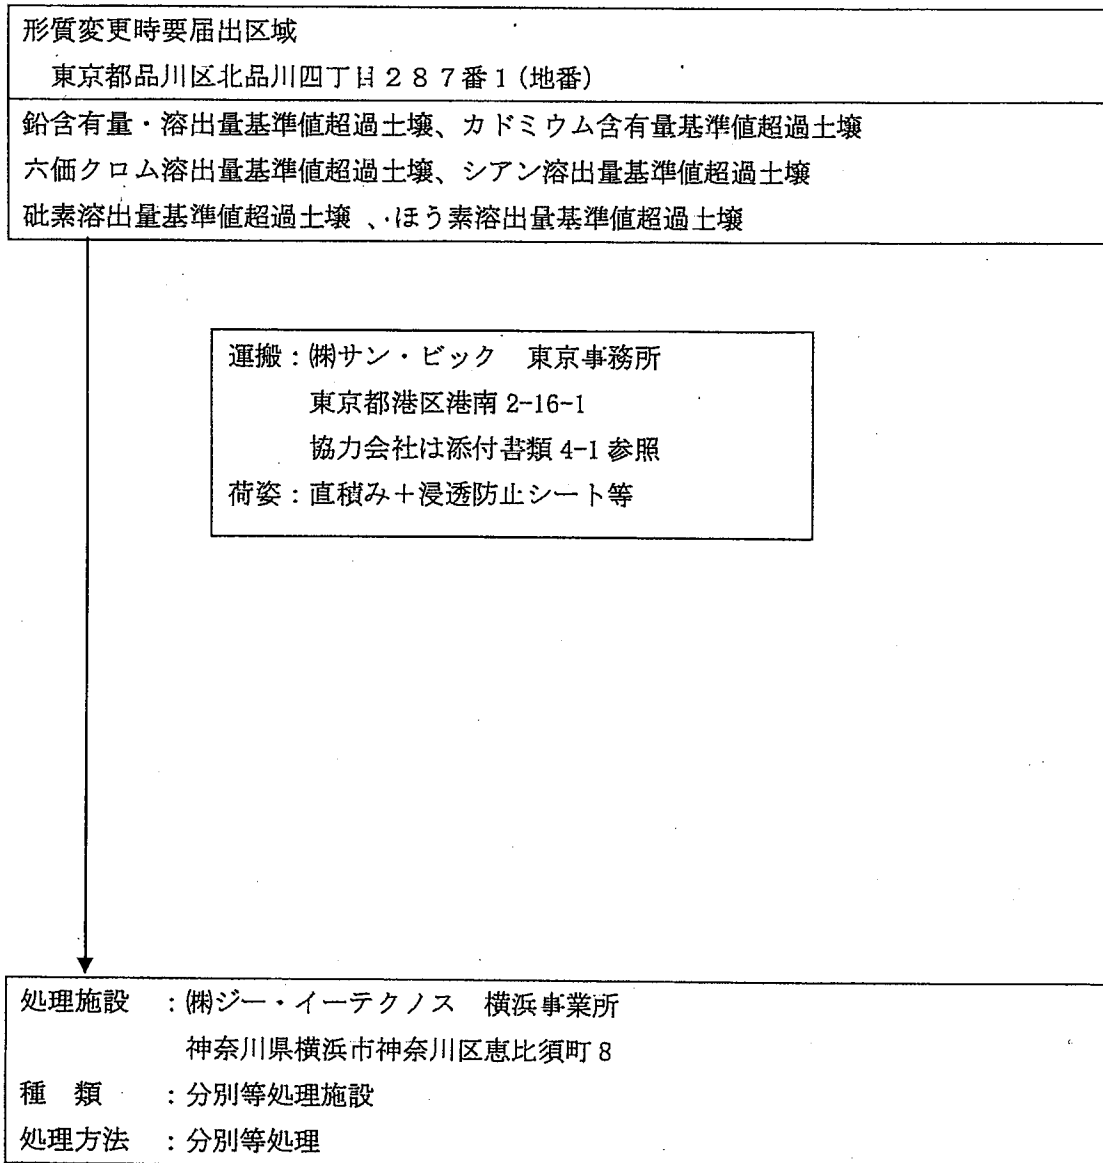 形質変更時要届出区域
東京都品川区北品川四丁目２８７番１(地番)
鉛含有量・溶出量基準値超過土壌、カドミウム含有量基準値超過土壌
六価クロム溶出量基準値超過土壌、シアン溶出量基準値超過土壌
砒素溶出量基準値超過土壌、ほう素溶出量基準値超過土壌
運搬：㈱サン・ビック　東京事務所
東京都港区港南 2-16-1
協力会社は添付書類 4-1 参照
荷姿：直積み＋浸透防止シート等
処理施設　：㈱ジー・イーテクノス　横浜事業所
神奈川県横浜市神奈川区恵比須町 8
種　類　：分別等処理施設
処理方法　：分別等処理